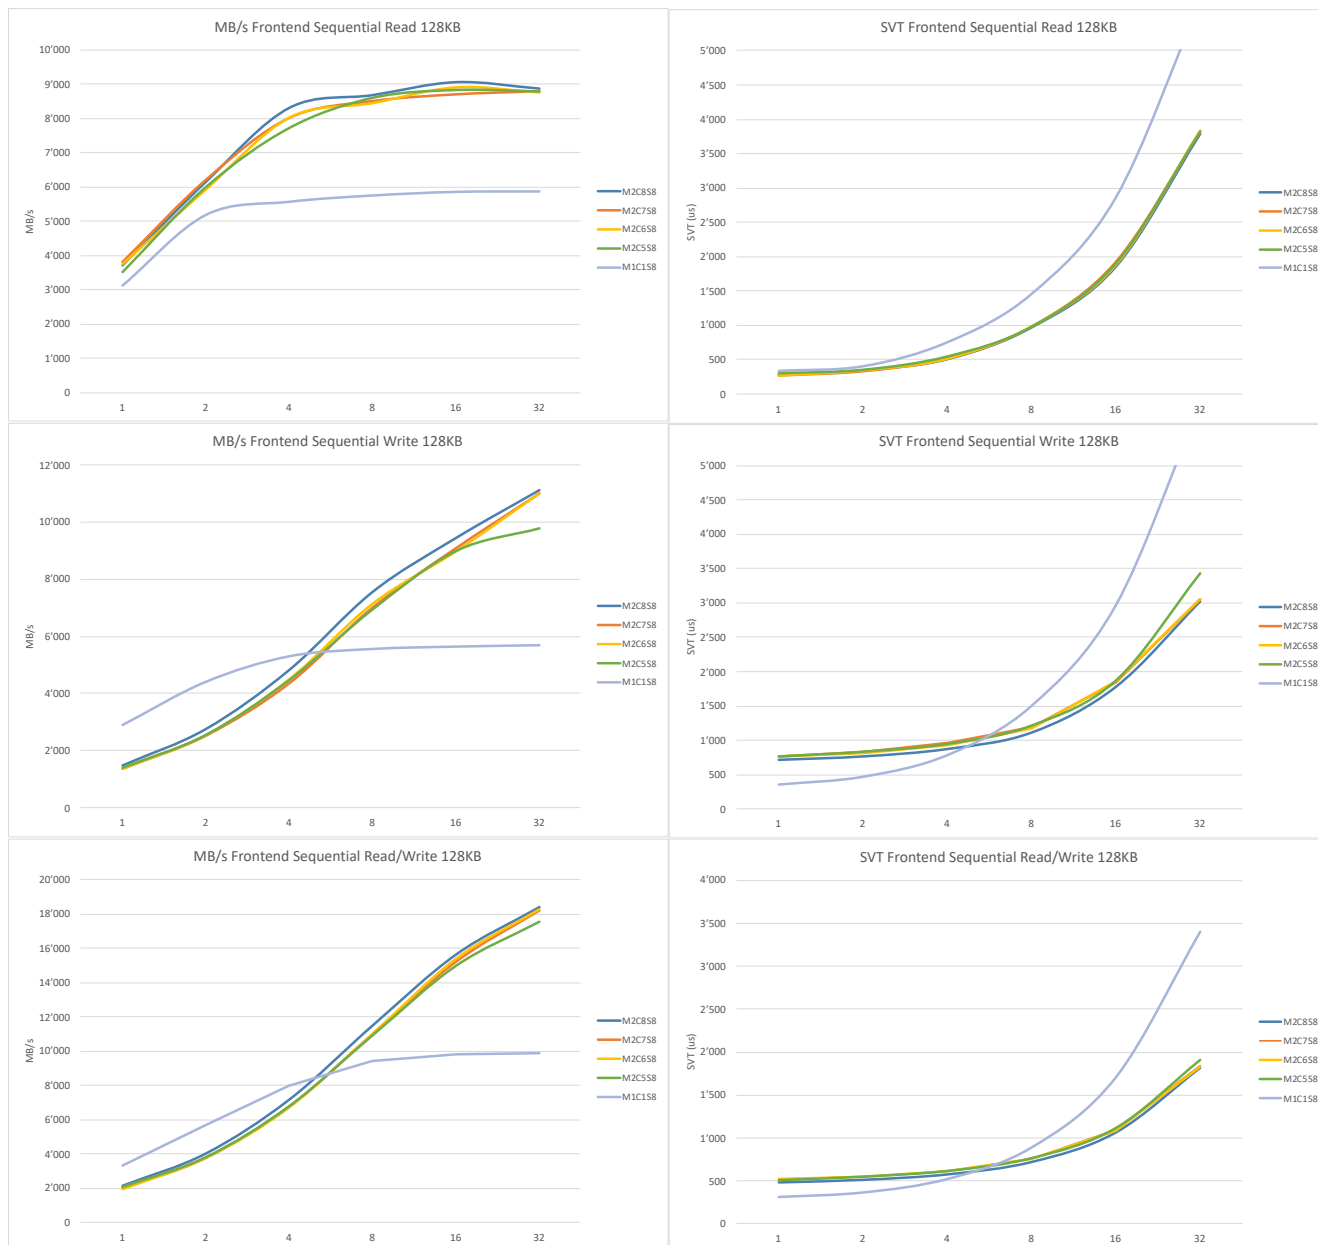 MB/s Frontend Sequential Read 128KB
10'000
9'000
8'000
7'000
6'000
5'000
4'000
3'000
2'000
1'000
0
MB/s
1 2 4 8 16 32
M2C8S8
M2C7S8
M2C6S8
M2C5S8
M1C1S8
SVT Frontend Sequential Read 128KB
5'000
4'500
4'000
3'500
3'000
2'500
2'000
1'500
1'000
500
0
SVT (us)
1 2 4 8 16 32
M2C8S8
M2C7S8
M2C6S8
M2C5S8
M1C1S8
MB/s Frontend Sequential Write 128KB
12'000
10'000
8'000
6'000
4'000
2'000
0
MB/s
1 2 4 8 16 32
M2C8S8
M2C7S8
M2C6S8
M2C5S8
M1C1S8
SVT Frontend Sequential Write 128KB
5'000
4'500
4'000
3'500
3'000
2'500
2'000
1'500
1'000
500
0
SVT (us)
1 2 4 8 16 32
M2C8S8
M2C7S8
M2C6S8
M2C5S8
M1C1S8
MB/s Frontend Sequential Read/Write 128KB
20'000
18'000
16'000
14'000
12'000
10'000
8'000
6'000
4'000
2'000
0
MB/s
1 2 4 8 16 32
M2C8S8
M2C7S8
M2C6S8
M2C5S8
M1C1S8
SVT Frontend Sequential Read/Write 128KB
4'000
3'500
3'000
2'500
2'000
1'500
1'000
500
0
SVT (us)
1 2 4 8 16 32
M2C8S8
M2C7S8
M2C6S8
M2C5S8
M1C1S8